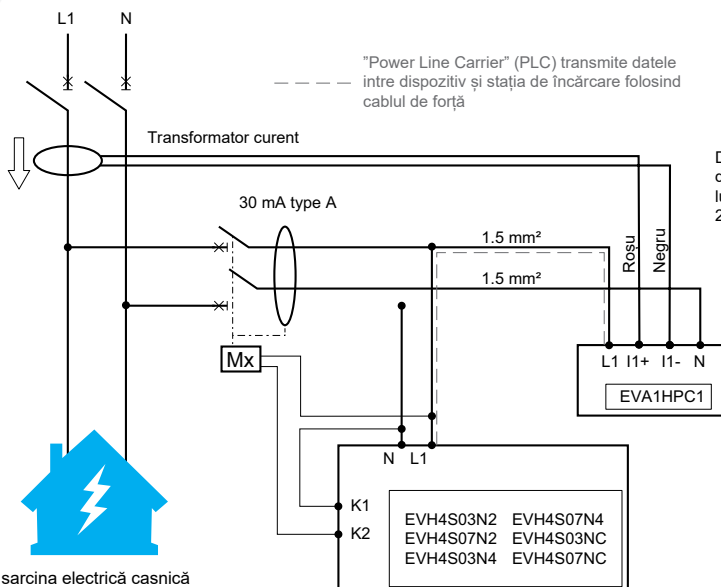 L1 N
"Power Line Carrier" (PLC) transmite datele
intre dispozitiv și stația de încărcare folosind
cablul de forță
Transformator curent
30 mA type A
1.5 mm²
Roșu
Negru
1.5 mm²
Mx
L1 I1+ I1- N
EVA1HPC1
N L1
K1
K2
EVH4S03N2 EVH4S07N4
EVH4S07N2 EVH4S03NC
EVH4S03N4 EVH4S07NC
sarcina electrică casnică